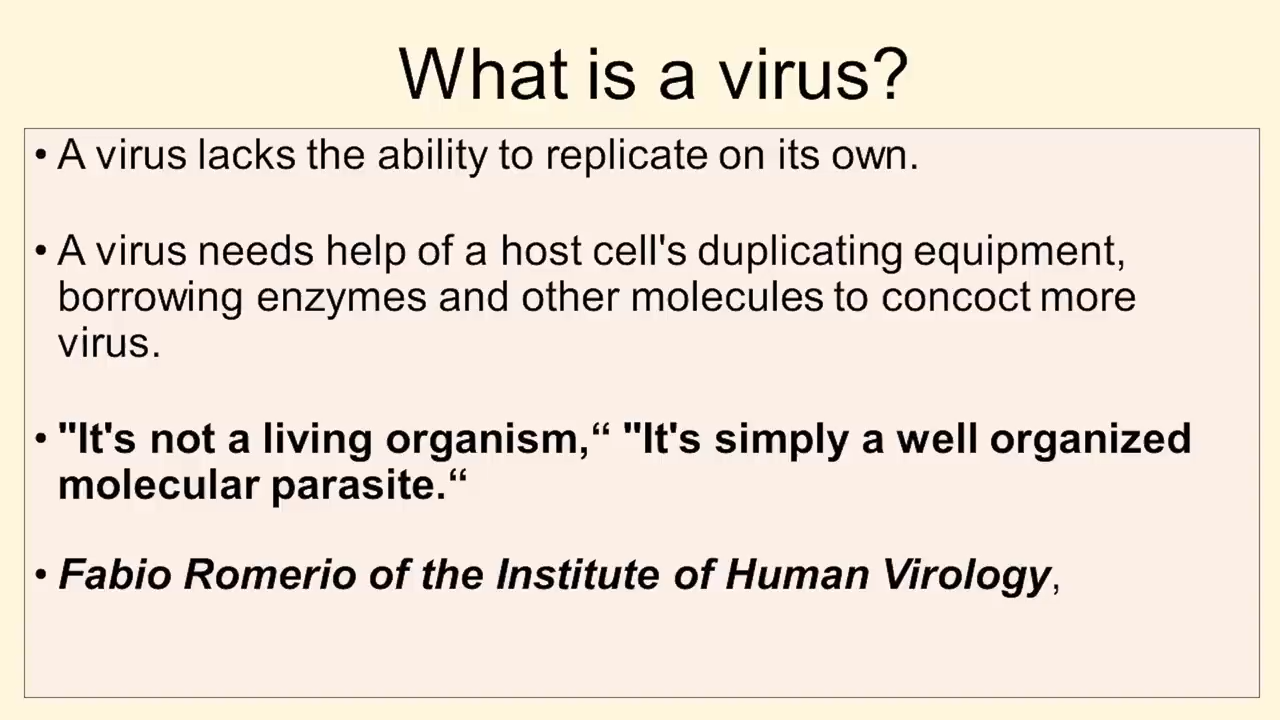 What is a virus?
• A virus lacks the ability to replicate on its own.
• A virus needs help of a host cell's duplicating equipment,
borrowing enzymes and other molecules to concoct more
virus.
• "It's not a living organism,“ "It's simply a well organized
molecular parasite.“
• Fabio Romerio of the Institute of Human Virology,